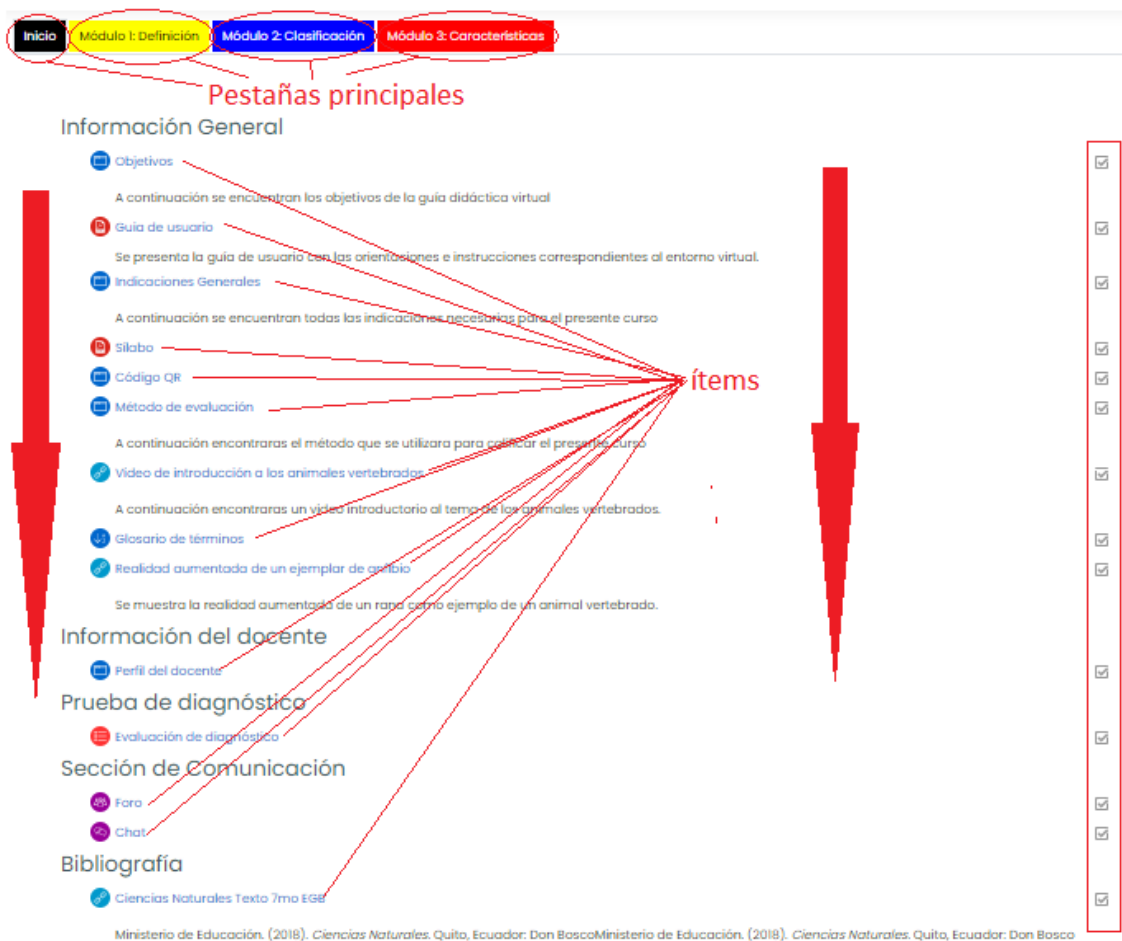 Inicio Módulo 1: Definición Módulo 2: Clasificación Módulo 3: Características
Pestañas principales
Información General
Objetivos
A continuación se encuentran los objetivos de la guía didáctica virtual
Guía de usuario
Se presenta la guía de usuario con las orientaciones e instrucciones correspondientes al entorno virtual.
Indicaciones Generales
A continuación se encuentran todas las indicaciones necesarias para el presente curso
Sílabo
Código QR
ítems
Método de evaluación
A continuación encontraras el método que se utilizara para calificar el presente curso
Video de introducción a los animales vertebrados
A continuación encontraras un video introductorio al tema de los animales vertebrados.
Glosario de términos
Realidad aumentada de un ejemplar de anfibio
Se muestra la realidad aumentada de un rana como ejemplo de un animal vertebrado.
Información del docente
Perfil del docente
Prueba de diagnóstico
Evaluación de diagnóstico
Sección de Comunicación
Foro
Chat
Bibliografía
Ciencias Naturales Texto 7mo EGB
Ministerio de Educación. (2018). Ciencias Naturales. Quito, Ecuador: Don BoscoMinisterio de Educación. (2018). Ciencias Naturales. Quito, Ecuador: Don Bosco